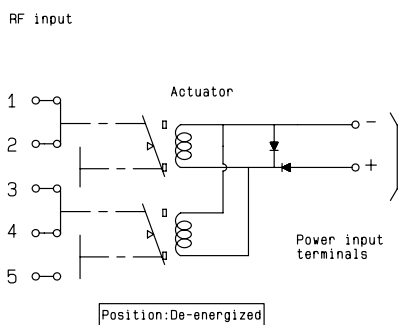 RF input
Actuator
1
2
3
4
5
−
+
Power input
terminals
Position:De-energized